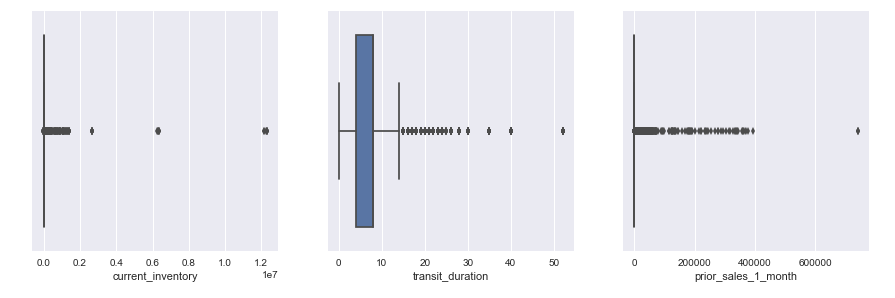 0.0 0.2 0.4 0.6 0.8 1.0 1.2
1e7
current_inventory
0 10 20 30 40 50
transit_duration
0 200000 400000 600000
prior_sales_1_month